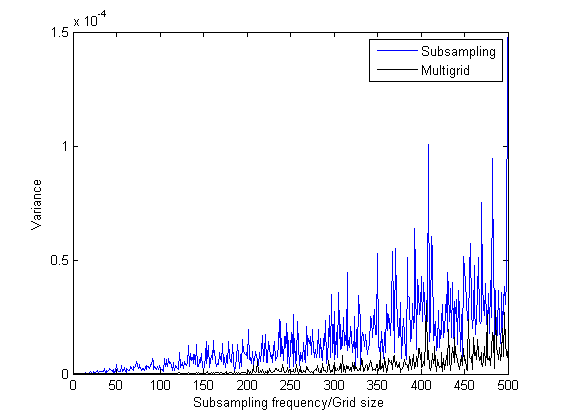 x 10^-4
1.5
1
0.5
0
Variance
Subsampling
Multigrid
0 50 100 150 200 250 300 350 400 450 500
Subsampling frequency/Grid size